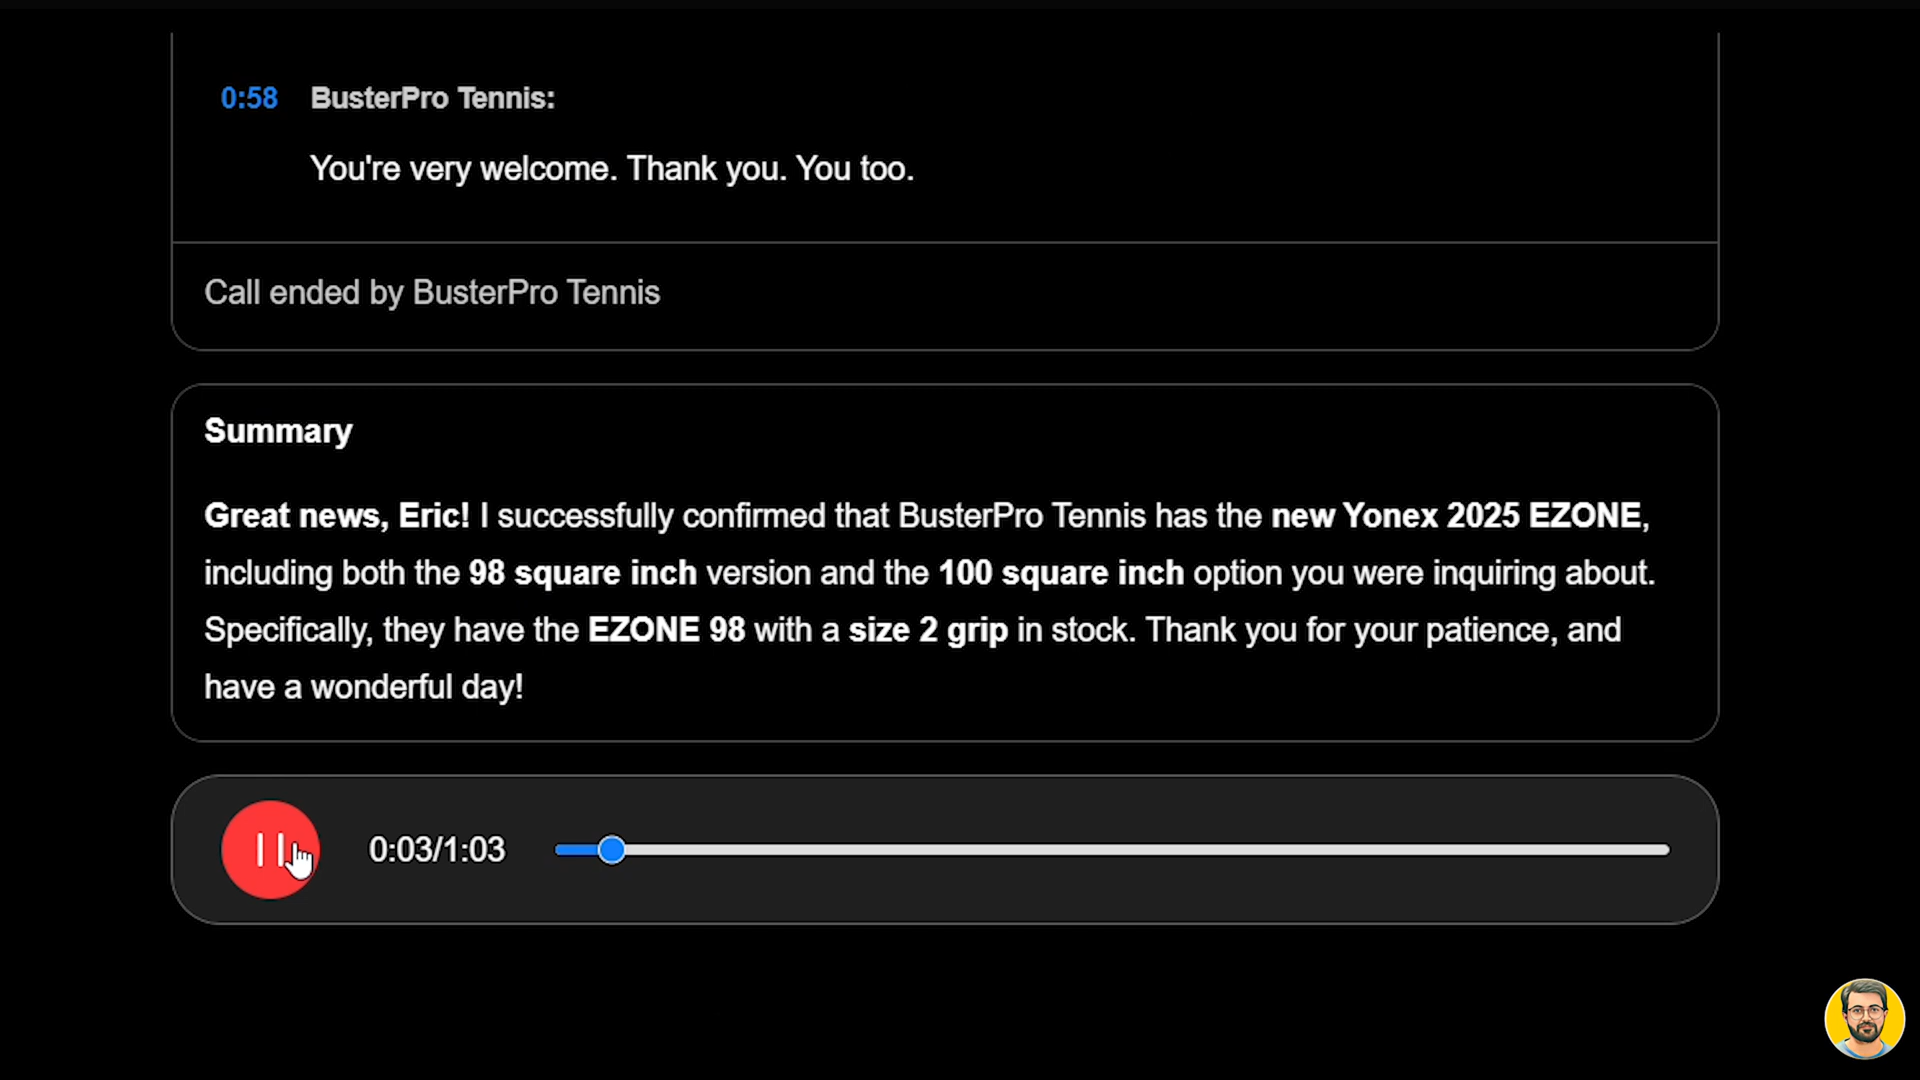 0:58 BusterPro Tennis:
You're very welcome. Thank you. You too.
Call ended by BusterPro Tennis
Summary
Great news, Eric! I successfully confirmed that BusterPro Tennis has the new Yonex 2025 EZONE,
including both the 98 square inch version and the 100 square inch option you were inquiring about.
Specifically, they have the EZONE 98 with a size 2 grip in stock. Thank you for your patience, and
have a wonderful day!
0:03/1:03